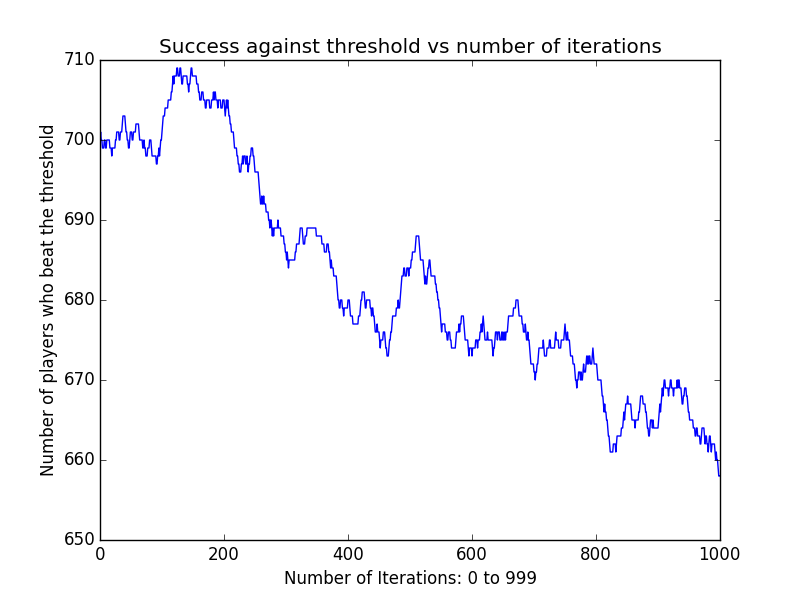 Success against threshold vs number of iterations
710
700
690
680
670
660
650
Number of players who beat the threshold
0 200 400 600 800 1000
Number of Iterations: 0 to 999